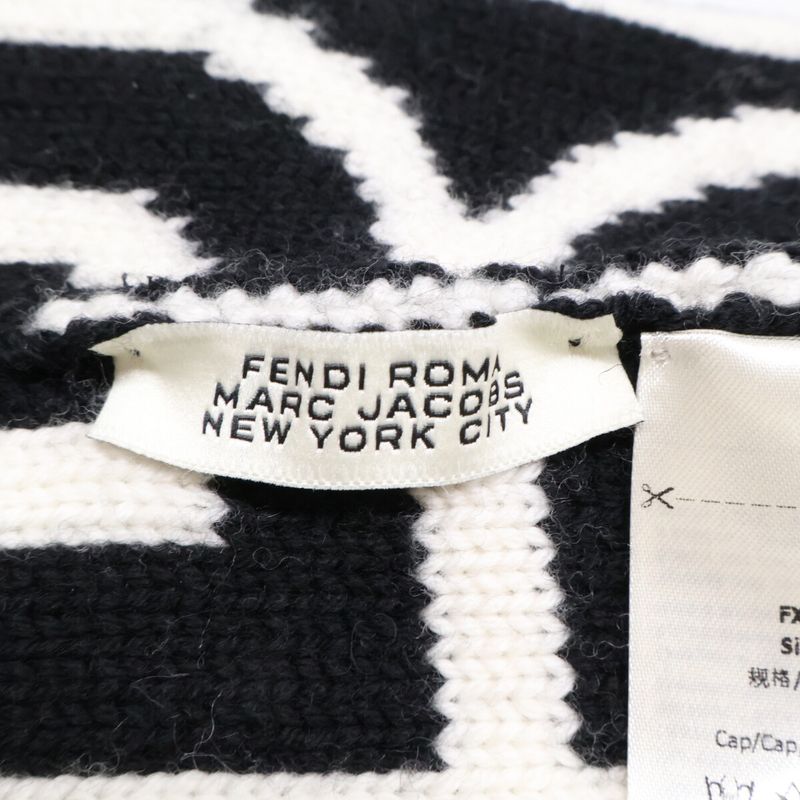 FENDI ROMA
MARC JACOBS
NEW YORK CITY
FX
Si
规格/
Cap/Cap